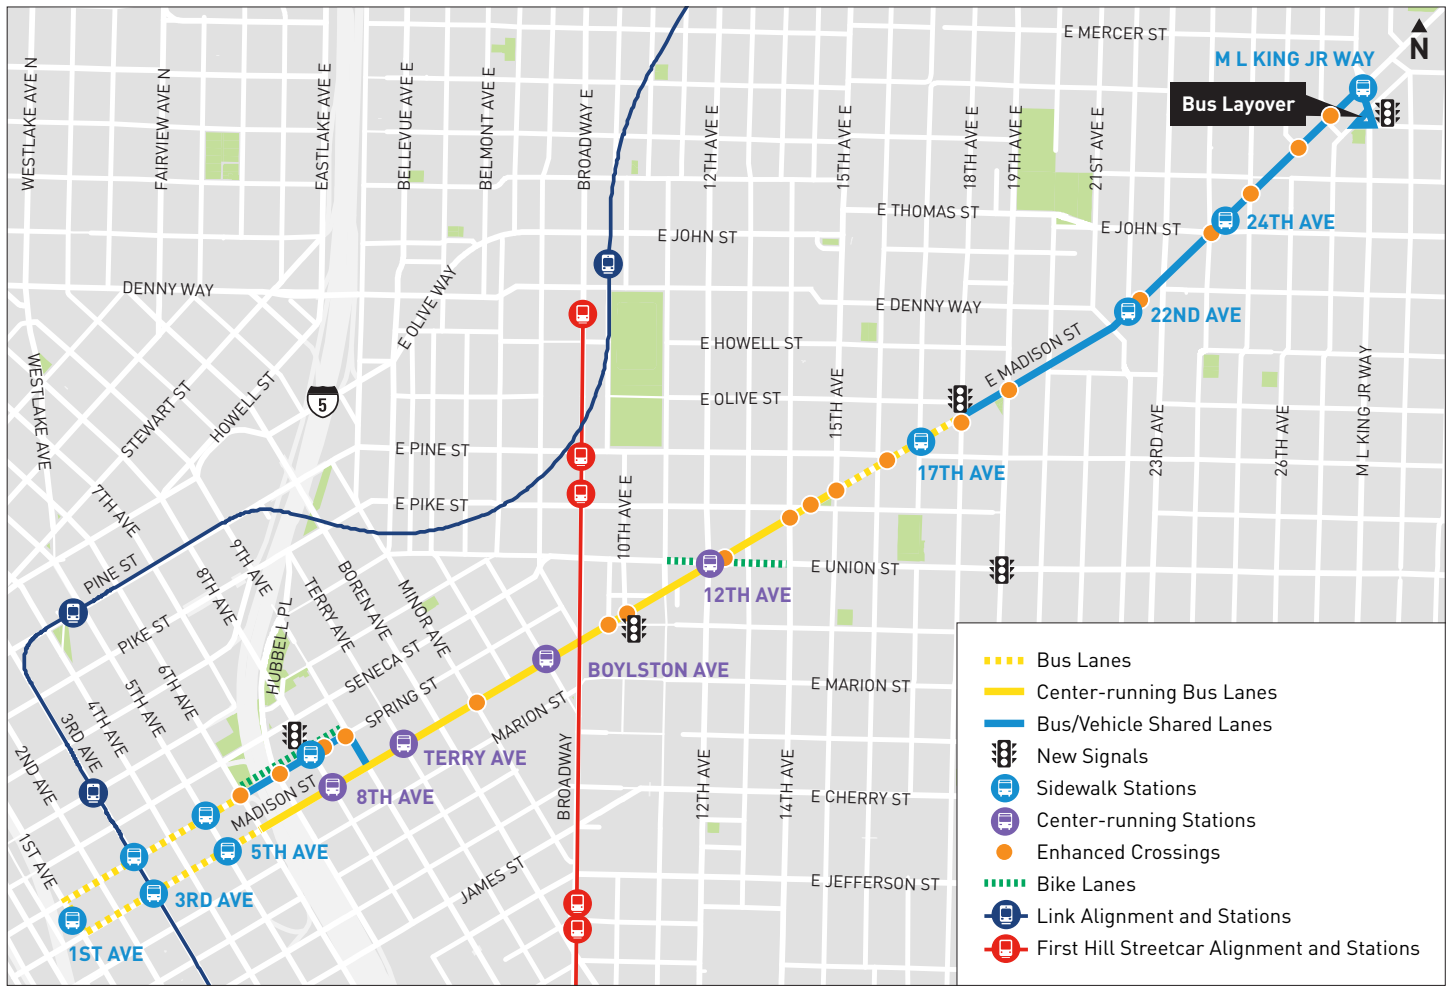 E MERCER ST
N
M L KING JR WAY
Bus Layover
WESTLAKE AVE N
FAIRVIEW AVE N
EASTLAKE AVE E
BELLEVUE AVE E
BELMONT AVE E
BROADWAY E
12TH AVE E
15TH AVE E
18TH AVE E
19TH AVE E
21ST AVE E
E THOMAS ST
E JOHN ST
E JOHN ST
24TH AVE
DENNY WAY
E OLIVE WAY
E DENNY WAY
22ND AVE
E HOWELL ST
E MADISON ST
WESTLAKE AVE
STEWART ST
HOWELL ST
5
E OLIVE ST
15TH AVE
23RD AVE
26TH AVE
M L KING JR WAY
E PINE ST
17TH AVE
E PIKE ST
10TH AVE E
7TH AVE
PINE ST
9TH AVE
8TH AVE
HUBBELL PL
TERRY AVE
BOREN AVE
MINOR AVE
E UNION ST
12TH AVE
PIKE ST
SENECA ST
SPRING ST
6TH AVE
5TH AVE
4TH AVE
3RD AVE
2ND AVE
1ST AVE
BOYLSTON AVE
MARION ST
E MARION ST
TERRY AVE
8TH AVE
MADISON ST
BROADWAY
12TH AVE
14TH AVE
E CHERRY ST
5TH AVE
JAMES ST
E JEFFERSON ST
3RD AVE
1ST AVE
Bus Lanes
Center-running Bus Lanes
Bus/Vehicle Shared Lanes
New Signals
Sidewalk Stations
Center-running Stations
Enhanced Crossings
Bike Lanes
Link Alignment and Stations
First Hill Streetcar Alignment and Stations